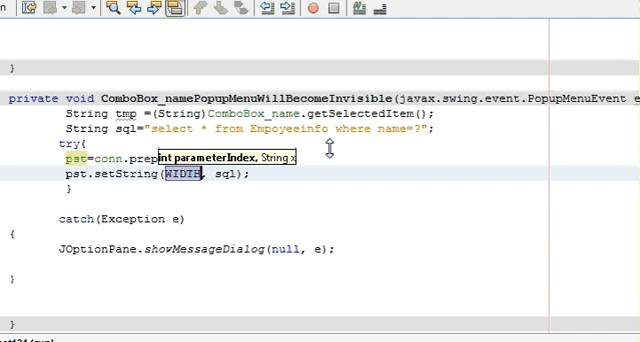 }
private void ComboBox_namePopupMenuWillBecomeInvisible(javax.swing.event.PopupMenuEvent e
String tmp =(String)ComboBox_name.getSelectedItem();
String sql="select * from Empoyeeinfo where name=?";
try{
pst=conn.prep int parameterIndex, String x
pst.setString(WIDTH, sql);
}
catch(Exception e)
{
JOptionPane.showMessageDialog(null, e);
}
}